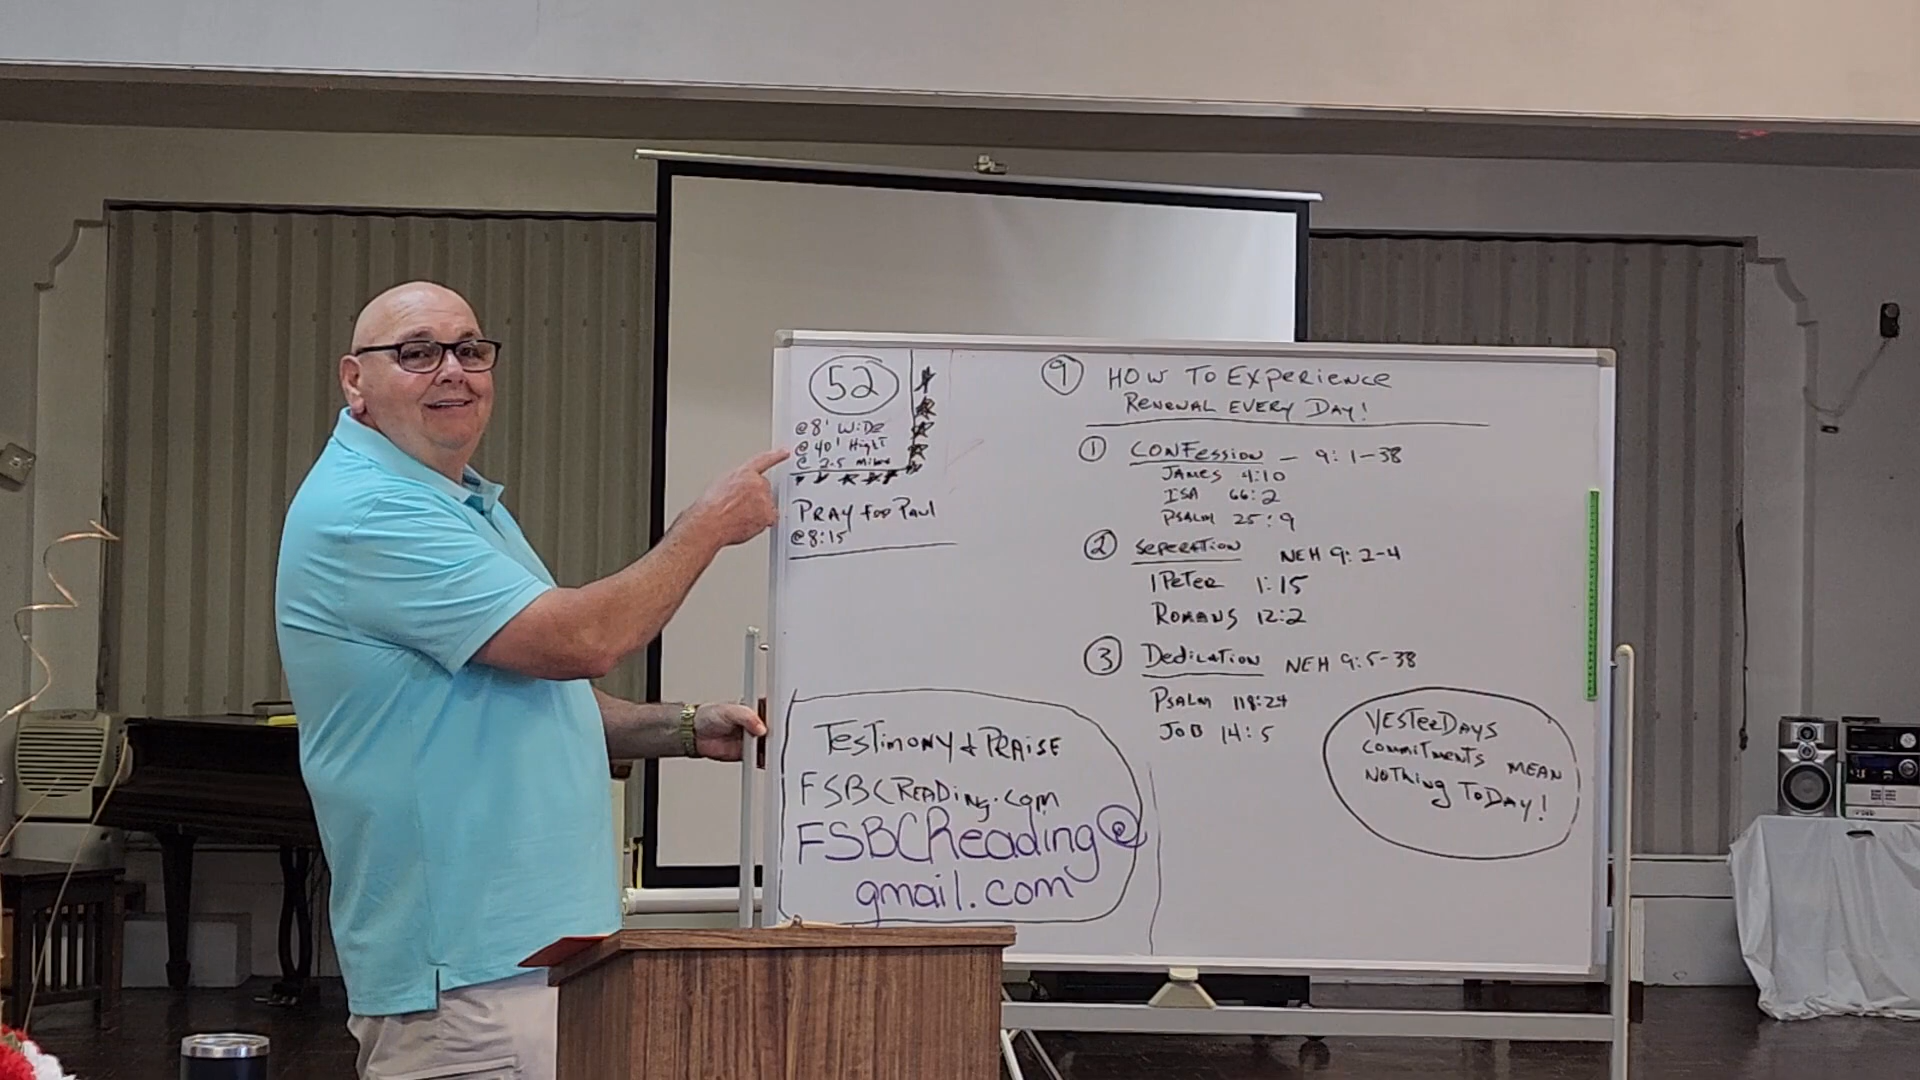 52
@ 8' WiDe
@ 40' Hight
@ 2.5 Miles
PRAY foR Paul
@ 8:15
TesTimony & PRAISE
FSBCReaDing.com
FSBCReading@
gmail.com
9 HOW TO EXPeRIeNCE
ReNewAL EVERY DAY!
1 CONFession - 9:1-38
JAMES 4:10
ISA 66:2
PSALM 25:9
2 SePeRATION NEH 9:2-4
1 PeTeR 1:15
ROMANS 12:2
3 DedicATion NEH 9:5-38
PSALM 118:24
JOB 14:5
YESTeRDAYS
COMMITMeNTS MEAN
NOThing ToDAY!